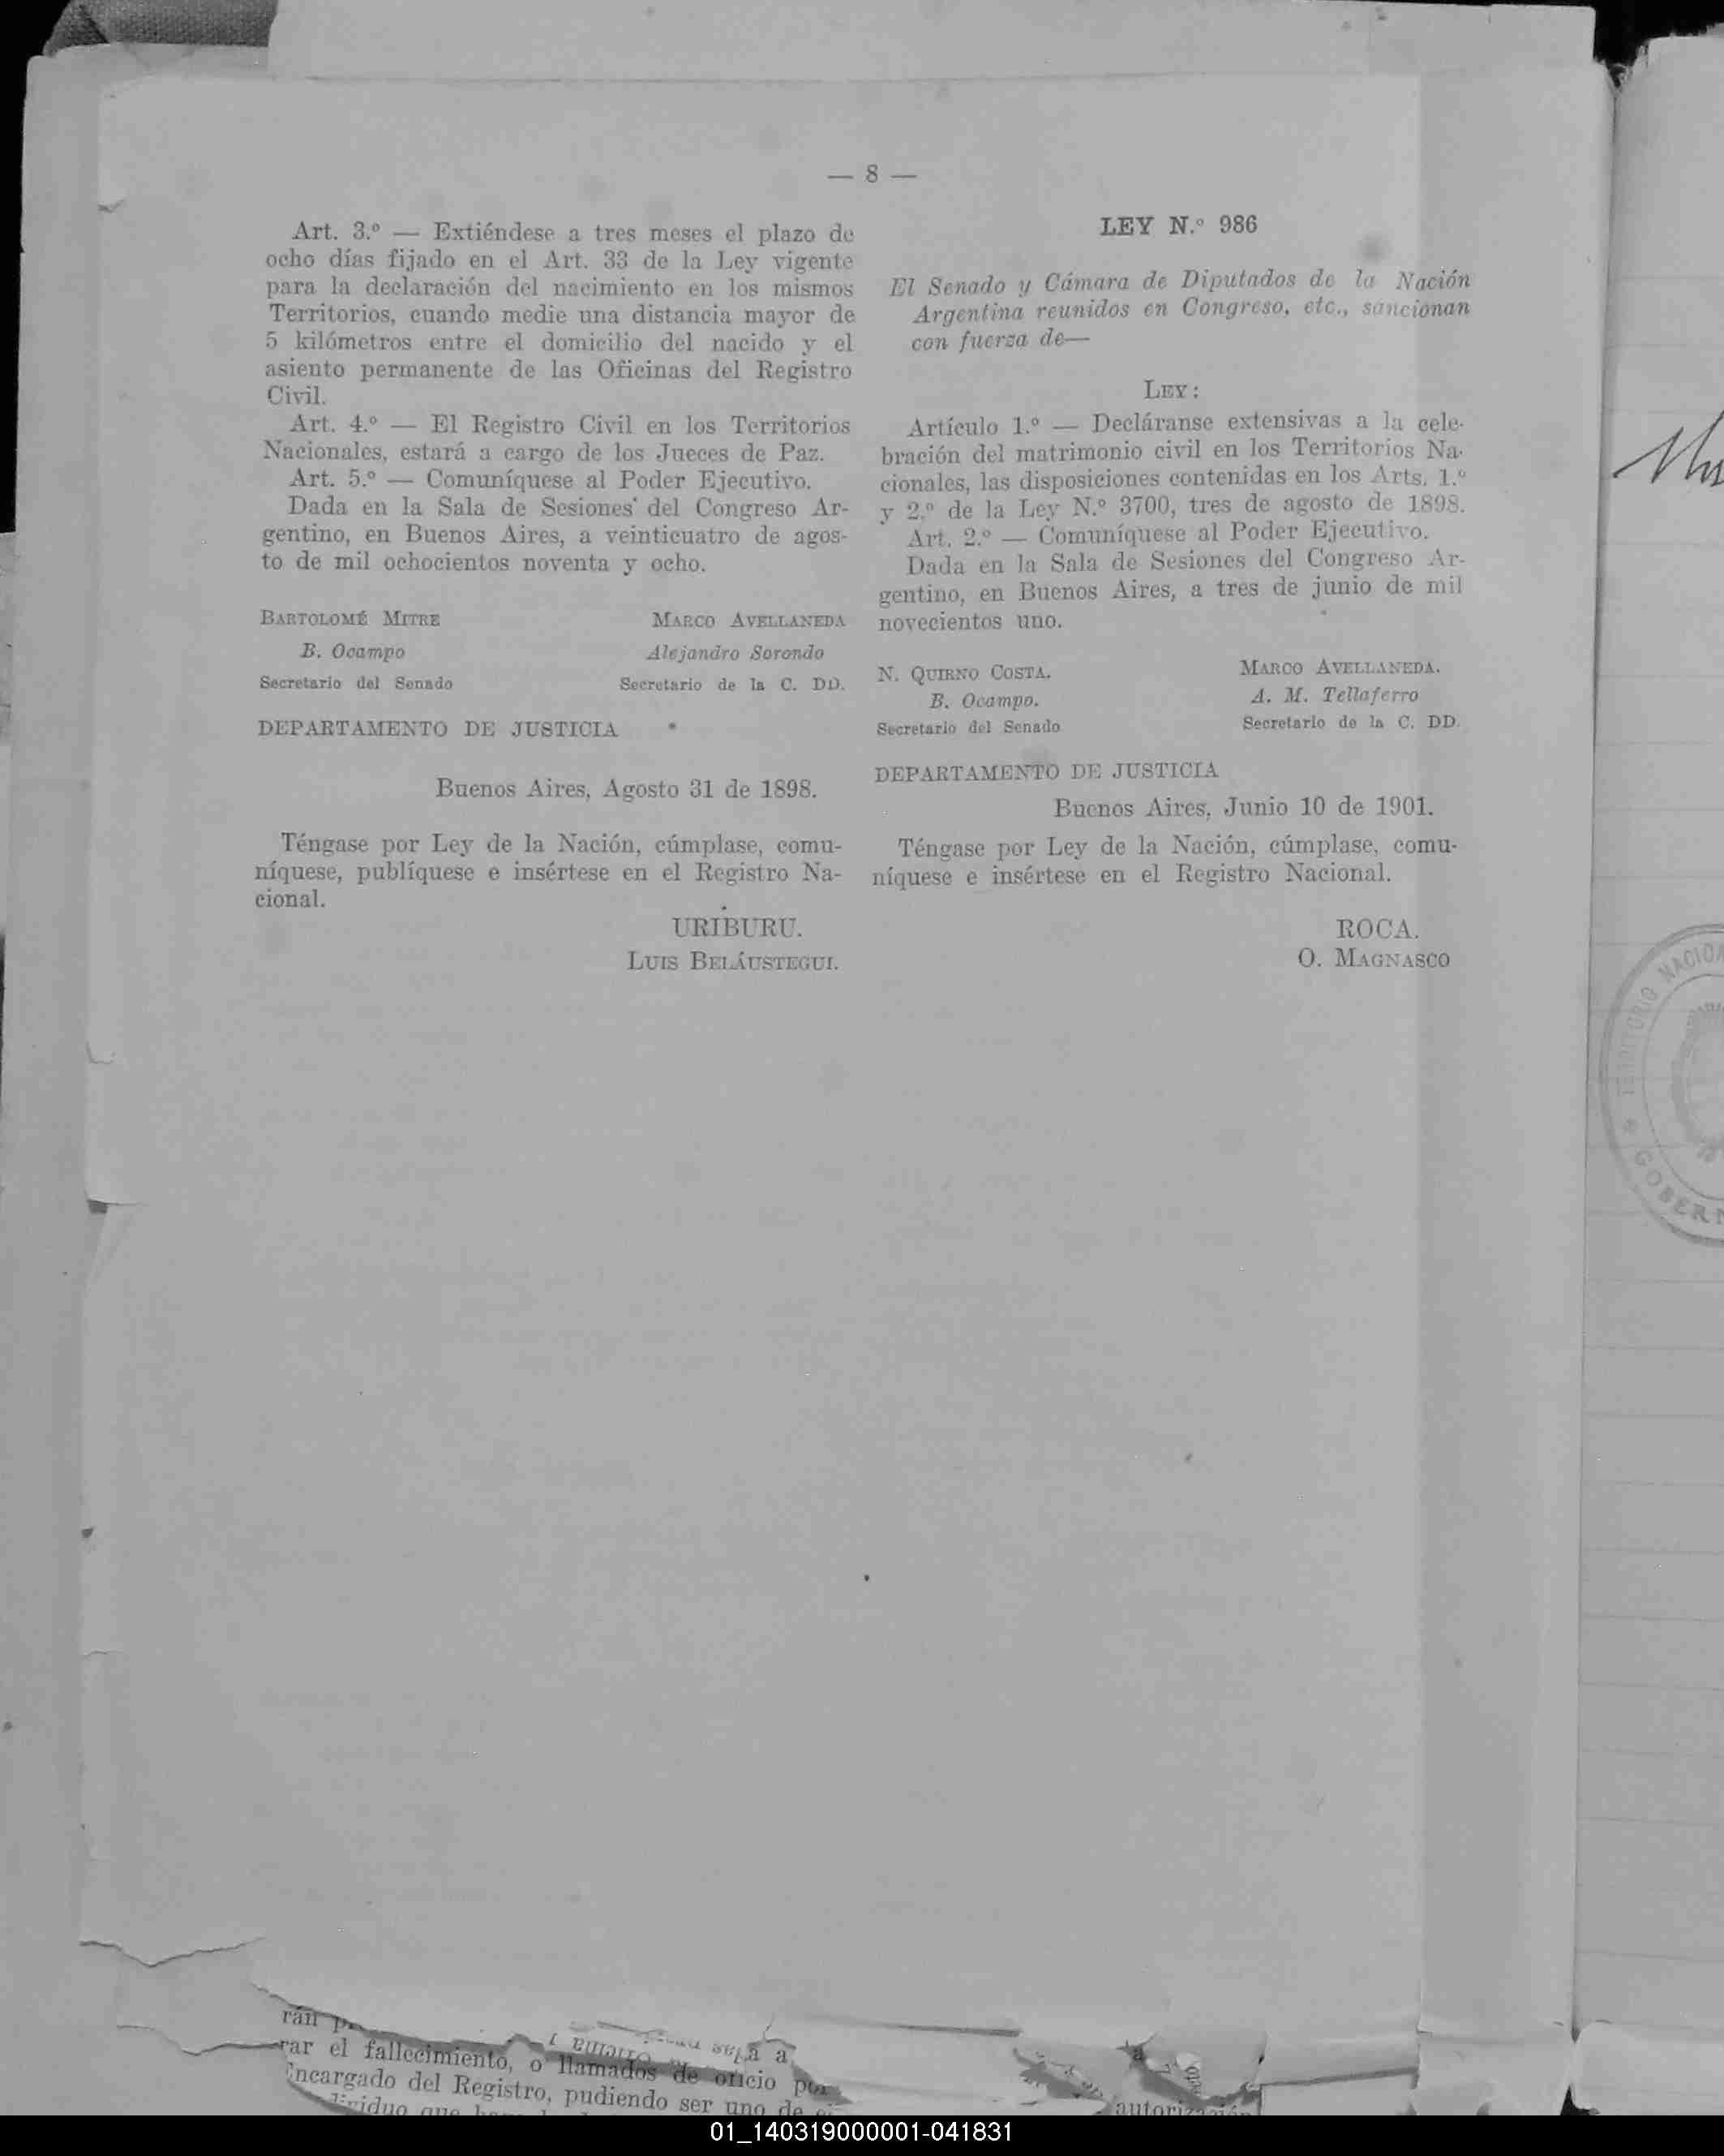 — 8 —
Art. 3.º — Extiéndese a tres meses el plazo de
ocho días fijado en el Art. 33 de la Ley vigente
para la declaración del nacimiento en los mismos
Territorios, cuando medie una distancia mayor de
5 kilómetros entre el domicilio del nacido y el
asiento permanente de las Oficinas del Registro
Civil.
Art. 4.º — El Registro Civil en los Territorios
Nacionales, estará a cargo de los Jueces de Paz.
Art. 5.º — Comuníquese al Poder Ejecutivo.
Dada en la Sala de Sesiones del Congreso Ar-
gentino, en Buenos Aires, a veinticuatro de agos-
to de mil ochocientos noventa y ocho.
BARTOLOMÉ MITRE MARCO AVELLANEDA
B. Ocampo Alejandro Sorondo
Secretario del Senado Secretario de la C. DD.
DEPARTAMENTO DE JUSTICIA
Buenos Aires, Agosto 31 de 1898.
Téngase por Ley de la Nación, cúmplase, comu-
níquese, publíquese e insértese en el Registro Na-
cional.
URIBURU.
LUIS BELÁUSTEGUI.
LEY N.º 986
El Senado y Cámara de Diputados de la Nación
Argentina reunidos en Congreso, etc., sancionan
con fuerza de—
LEY:
Artículo 1.º — Decláranse extensivas a la cele-
bración del matrimonio civil en los Territorios Na-
cionales, las disposiciones contenidas en los Arts. 1.º
y 2.º de la Ley N.º 3700, tres de agosto de 1898.
Art. 2.º — Comuníquese al Poder Ejecutivo.
Dada en la Sala de Sesiones del Congreso Ar-
gentino, en Buenos Aires, a tres de junio de mil
novecientos uno.
N. QUIRNO COSTA. MARCO AVELLANEDA.
B. Ocampo. A. M. Tellaferro
Secretario del Senado Secretario de la C. DD.
DEPARTAMENTO DE JUSTICIA
Buenos Aires, Junio 10 de 1901.
Téngase por Ley de la Nación, cúmplase, comu-
níquese e insértese en el Registro Nacional.
ROCA.
O. MAGNASCO
TERRITORIO NACION
GOBERN
rán
rar el fallecimiento, o llamados de oficio por
Encargado del Registro, pudiendo ser uno de
01_140319000001-041831